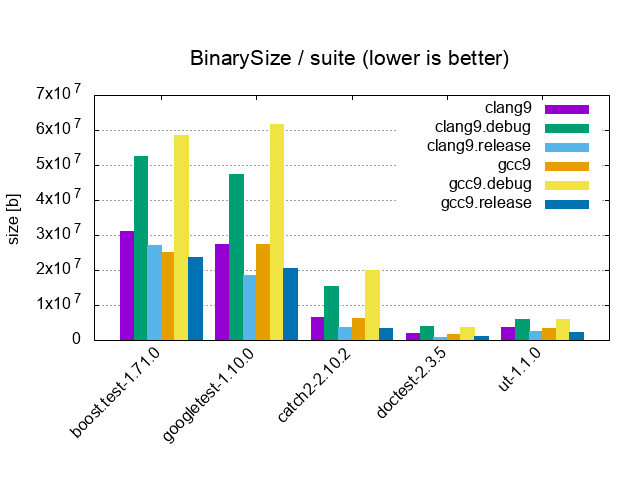 BinarySize / suite (lower is better)
7x10^7
6x10^7
5x10^7
4x10^7
3x10^7
2x10^7
1x10^7
0
size [b]
clang9
clang9.debug
clang9.release
gcc9
gcc9.debug
gcc9.release
boost.test-1.71.0
googletest-1.10.0
catch2-2.10.2
doctest-2.3.5
ut-1.1.0